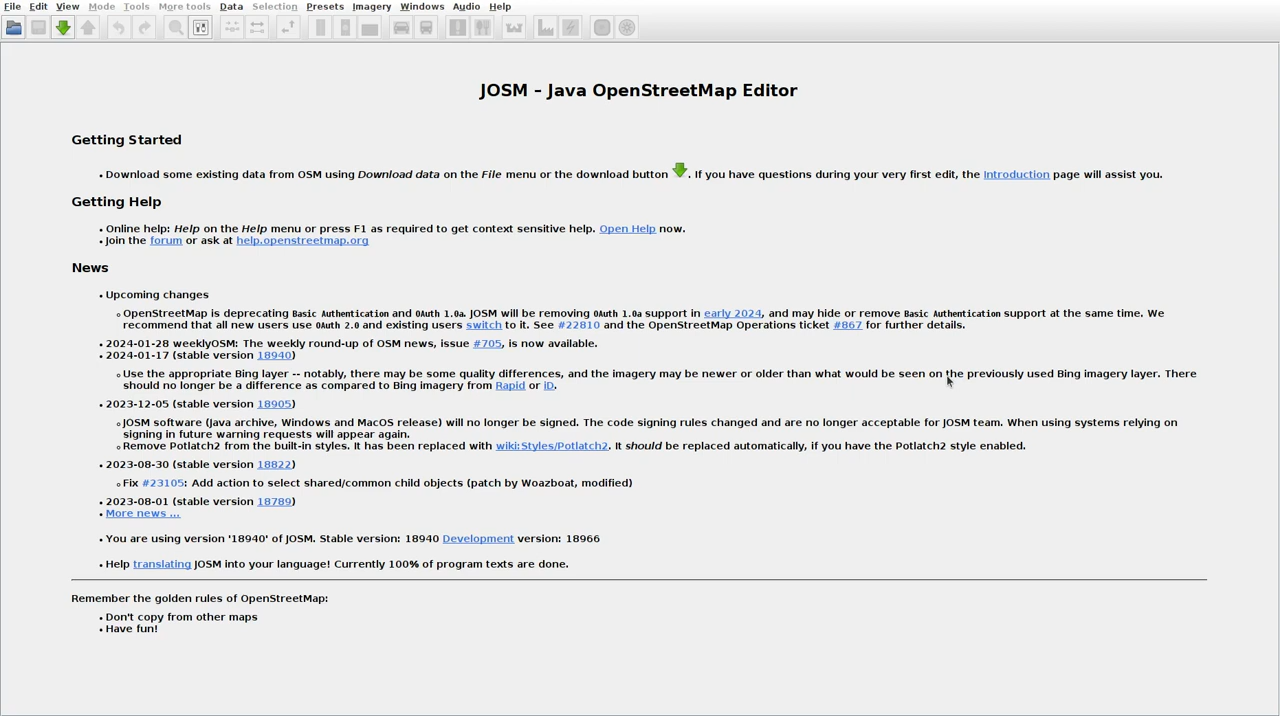 File Edit View Mode Tools More tools Data Selection Presets Imagery Windows Audio Help
JOSM – Java OpenStreetMap Editor
Getting Started
Download some existing data from OSM using Download data on the File menu or the download button . If you have questions during your very first edit, the Introduction page will assist you.
Getting Help
Online help: Help on the Help menu or press F1 as required to get context sensitive help. Open Help now.
Join the forum or ask at help.openstreetmap.org
News
Upcoming changes
OpenStreetMap is deprecating Basic Authentication and OAuth 1.0a. JOSM will be removing OAuth 1.0a support in early 2024, and may hide or remove Basic Authentication support at the same time. We
recommend that all new users use OAuth 2.0 and existing users switch to it. See #22810 and the OpenStreetMap Operations ticket #867 for further details.
2024-01-28 weeklyOSM: The weekly round-up of OSM news, issue #705, is now available.
2024-01-17 (stable version 18940)
Use the appropriate Bing layer -- notably, there may be some quality differences, and the imagery may be newer or older than what would be seen on the previously used Bing imagery layer. There
should no longer be a difference as compared to Bing imagery from Rapid or iD.
2023-12-05 (stable version 18905)
JOSM software (Java archive, Windows and MacOS release) will no longer be signed. The code signing rules changed and are no longer acceptable for JOSM team. When using systems relying on
signing in future warning requests will appear again.
Remove Potlatch2 from the built-in styles. It has been replaced with wiki:Styles/Potlatch2. It should be replaced automatically, if you have the Potlatch2 style enabled.
2023-08-30 (stable version 18822)
Fix #23105: Add action to select shared/common child objects (patch by Woazboat, modified)
2023-08-01 (stable version 18789)
More news ...
You are using version '18940' of JOSM. Stable version: 18940 Development version: 18966
Help translating JOSM into your language! Currently 100% of program texts are done.
Remember the golden rules of OpenStreetMap:
Don't copy from other maps
Have fun!